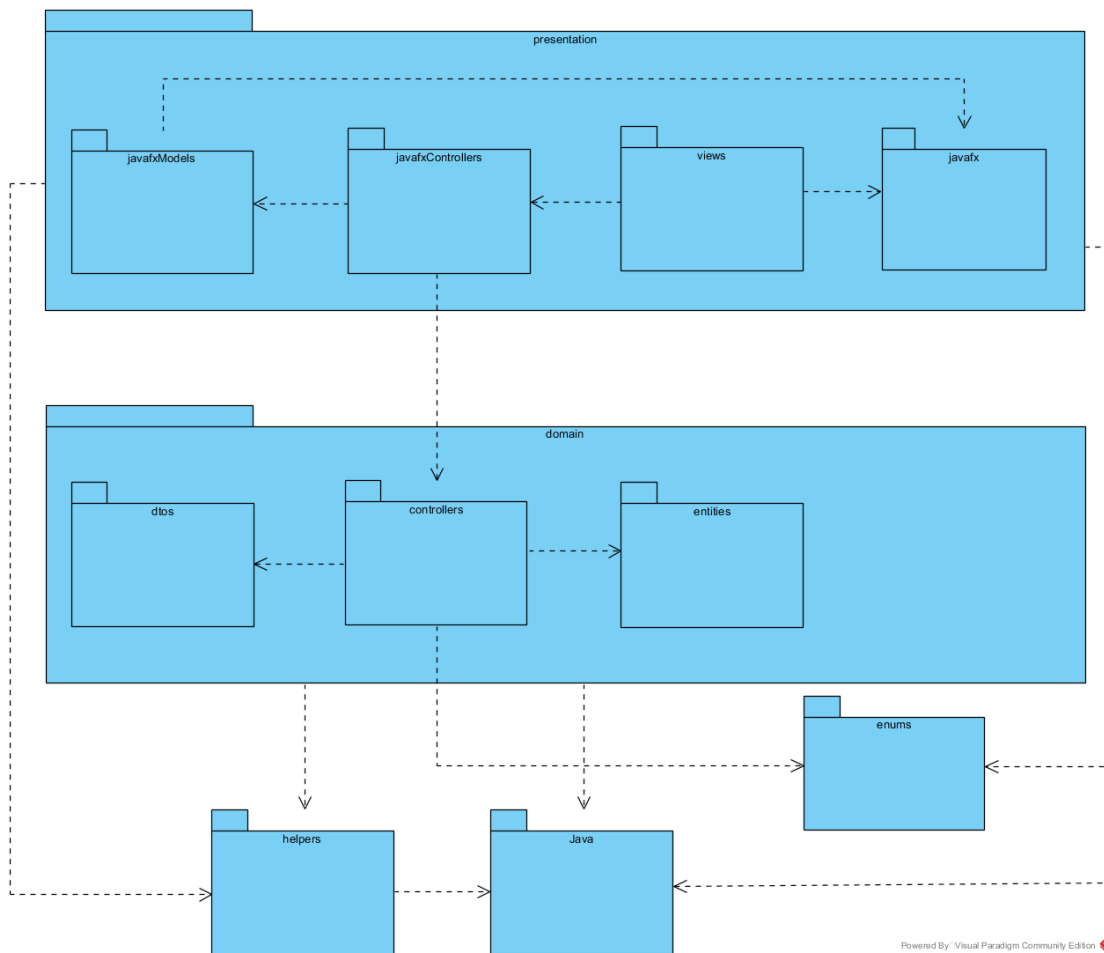 presentation
javafxModels
javafxControllers
views
javafx
domain
dtos
controllers
entities
enums
helpers
Java
Powered By Visual Paradigm Community Edition